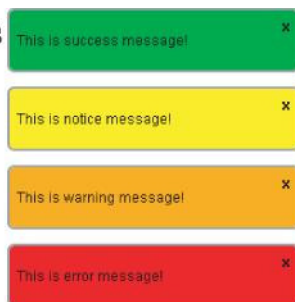 x
This is success message!
x
This is notice message!
x
This is warning message!
x
This is error message!